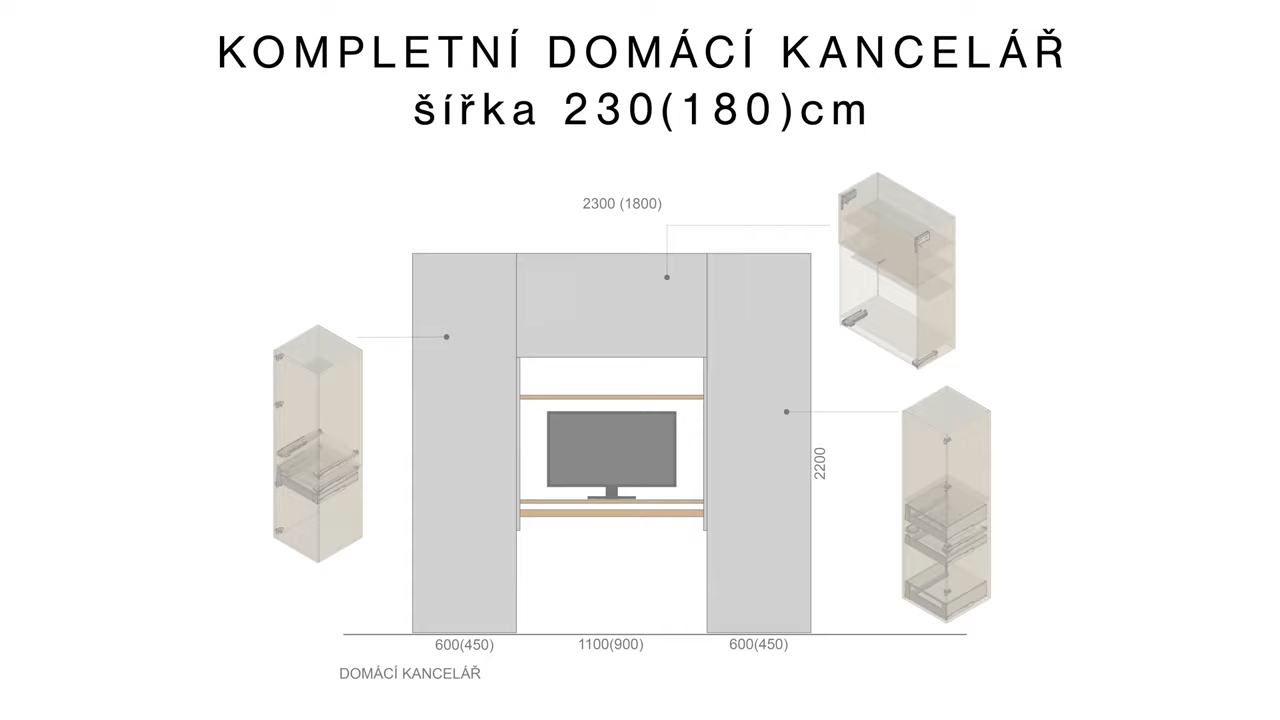 KOMPLETNÍ DOMÁCÍ KANCELÁŘ
šířka 230(180)cm
2300 (1800)
2200
600(450)
1100(900)
600(450)
DOMÁCÍ KANCELÁŘ